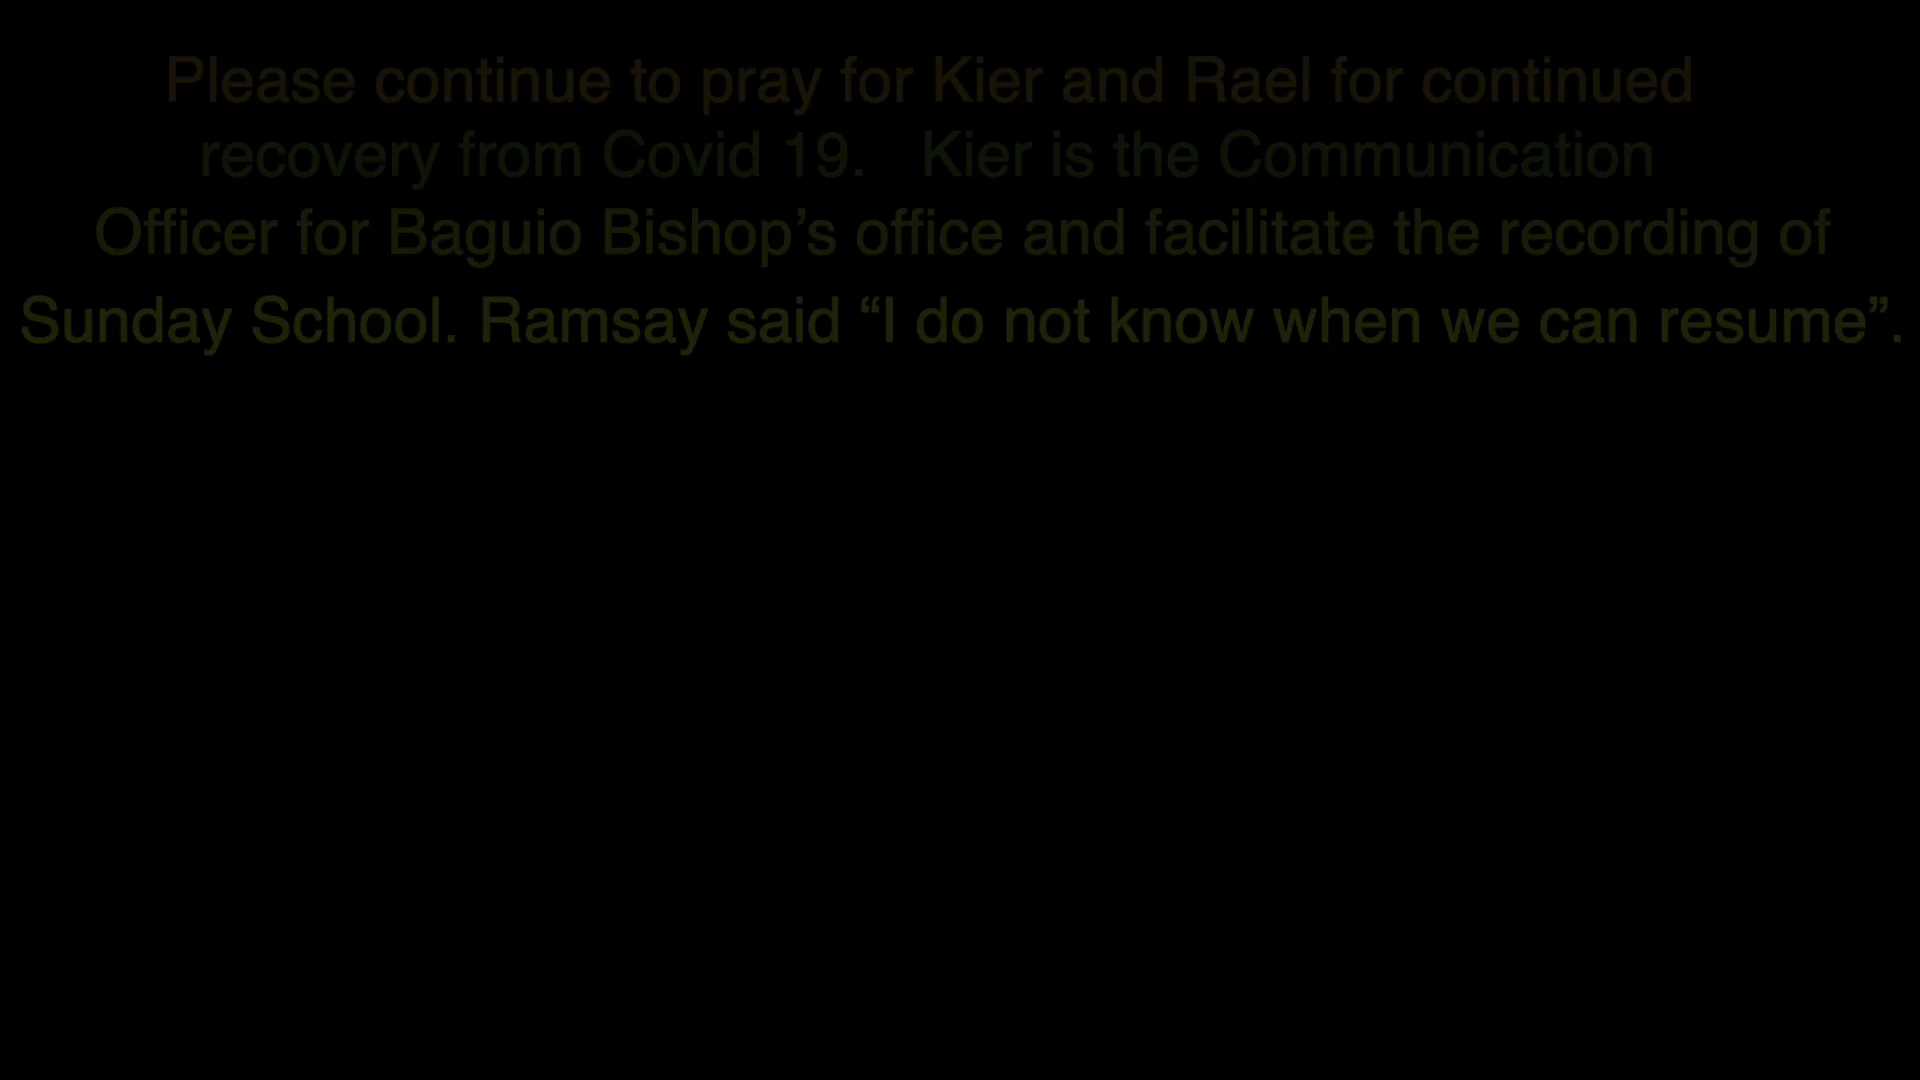 Please continue to pray for Kier and Rael for continued
recovery from Covid 19.   Kier is the Communication
Officer for Baguio Bishop’s office and facilitate the recording of
Sunday School. Ramsay said “I do not know when we can resume”.